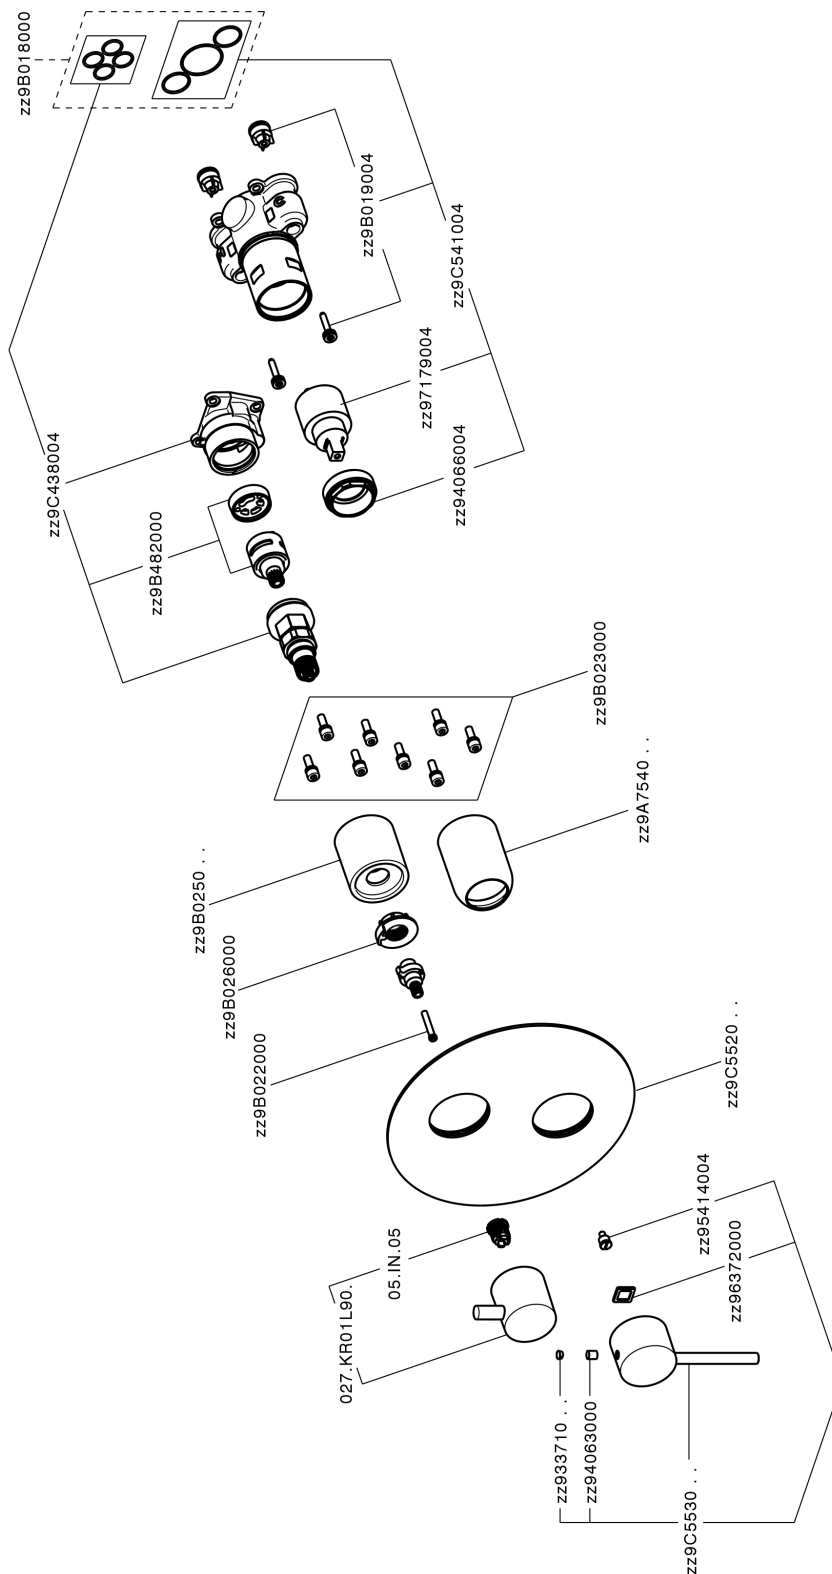 zz9B018000
zz9B019004
zz9C541004
zz97179004
zz94066004
zz9C438004
zz9B482000
zz9B023000
zz9A7540 . .
zz9B0250 . .
zz9B026000
zz9B022000
zz9C5520 . .
zz95414004
zz96372000
05.IN.05
027.KR01L90.
zz933710 . .
zz94063000
zz9C5530 . .